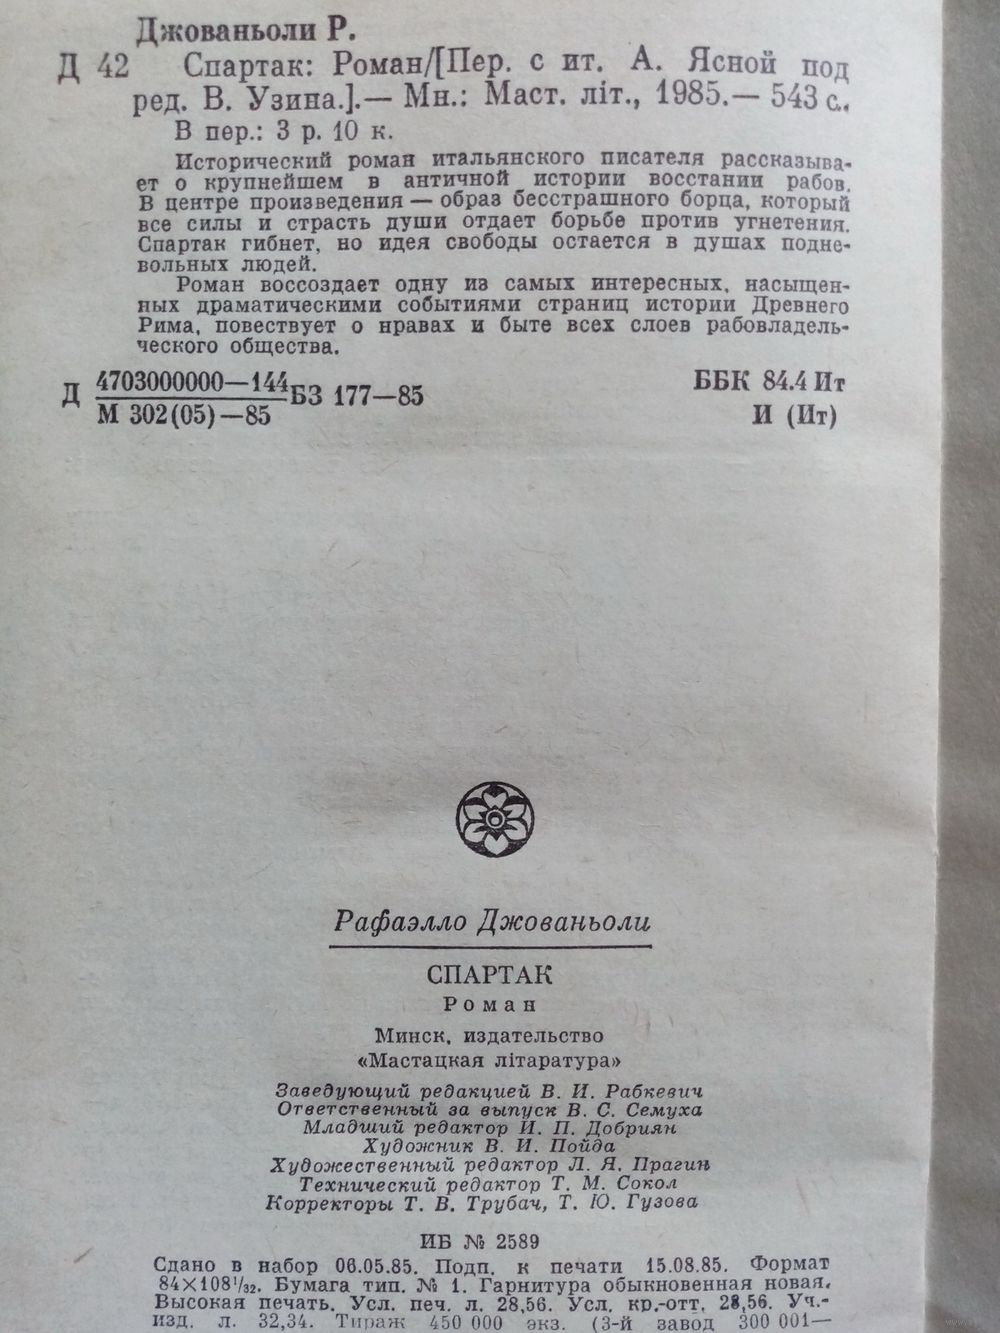 Джованьоли Р.
Д 42 Спартак: Роман/[Пер. с ит. А. Ясной под
ред. В. Узина.].— Мн.: Маст. літ., 1985.— 543 с.,
В пер.: 3 р. 10 к.
Исторический роман итальянского писателя рассказыва-
ет о крупнейшем в античной истории восстании рабов.
В центре произведения — образ бесстрашного борца, который
все силы и страсть души отдает борьбе против угнетения.
Спартак гибнет, но идея свободы остается в душах подне-
вольных людей.
Роман воссоздает одну из самых интересных, насыщен-
ных драматическими событиями страниц истории Древнего
Рима, повествует о нравах и быте всех слоев рабовладель-
ческого общества.
Д 4703000000—144 БЗ 177—85
М 302(05)—85
ББК 84.4 Ит
И (Ит)
Рафаэлло Джованьоли
СПАРТАК
Роман
Минск, издательство
«Мастацкая літаратура»
Заведующий редакцией В. И. Рабкевич
Ответственный за выпуск В. С. Семуха
Младший редактор И. П. Добриян
Художник В. И. Пойда
Художественный редактор Л. Я. Прагин
Технический редактор Т. М. Сокол
Корректоры Т. В. Трубач, Т. Ю. Гузова
ИБ № 2589
Сдано в набор 06.05.85. Подп. к печати 15.08.85. Формат
84×108¹/₃₂. Бумага тип. № 1. Гарнитура обыкновенная новая.
Высокая печать. Усл. печ. л. 28,56. Усл. кр.-отт. 28,56. Уч.-
изд. л. 32,34. Тираж 450 000 экз. (3-й завод 300 001—